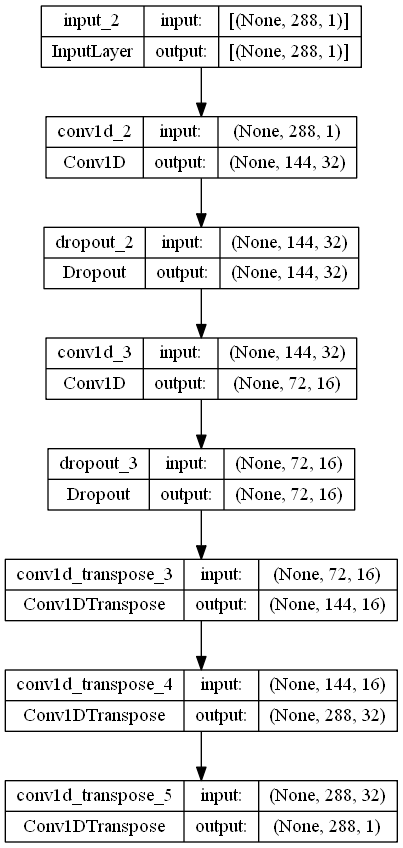 input_2 input: [(None, 288, 1)]
InputLayer output: [(None, 288, 1)]
conv1d_2 input: (None, 288, 1)
Conv1D output: (None, 144, 32)
dropout_2 input: (None, 144, 32)
Dropout output: (None, 144, 32)
conv1d_3 input: (None, 144, 32)
Conv1D output: (None, 72, 16)
dropout_3 input: (None, 72, 16)
Dropout output: (None, 72, 16)
conv1d_transpose_3 input: (None, 72, 16)
Conv1DTranspose output: (None, 144, 16)
conv1d_transpose_4 input: (None, 144, 16)
Conv1DTranspose output: (None, 288, 32)
conv1d_transpose_5 input: (None, 288, 32)
Conv1DTranspose output: (None, 288, 1)